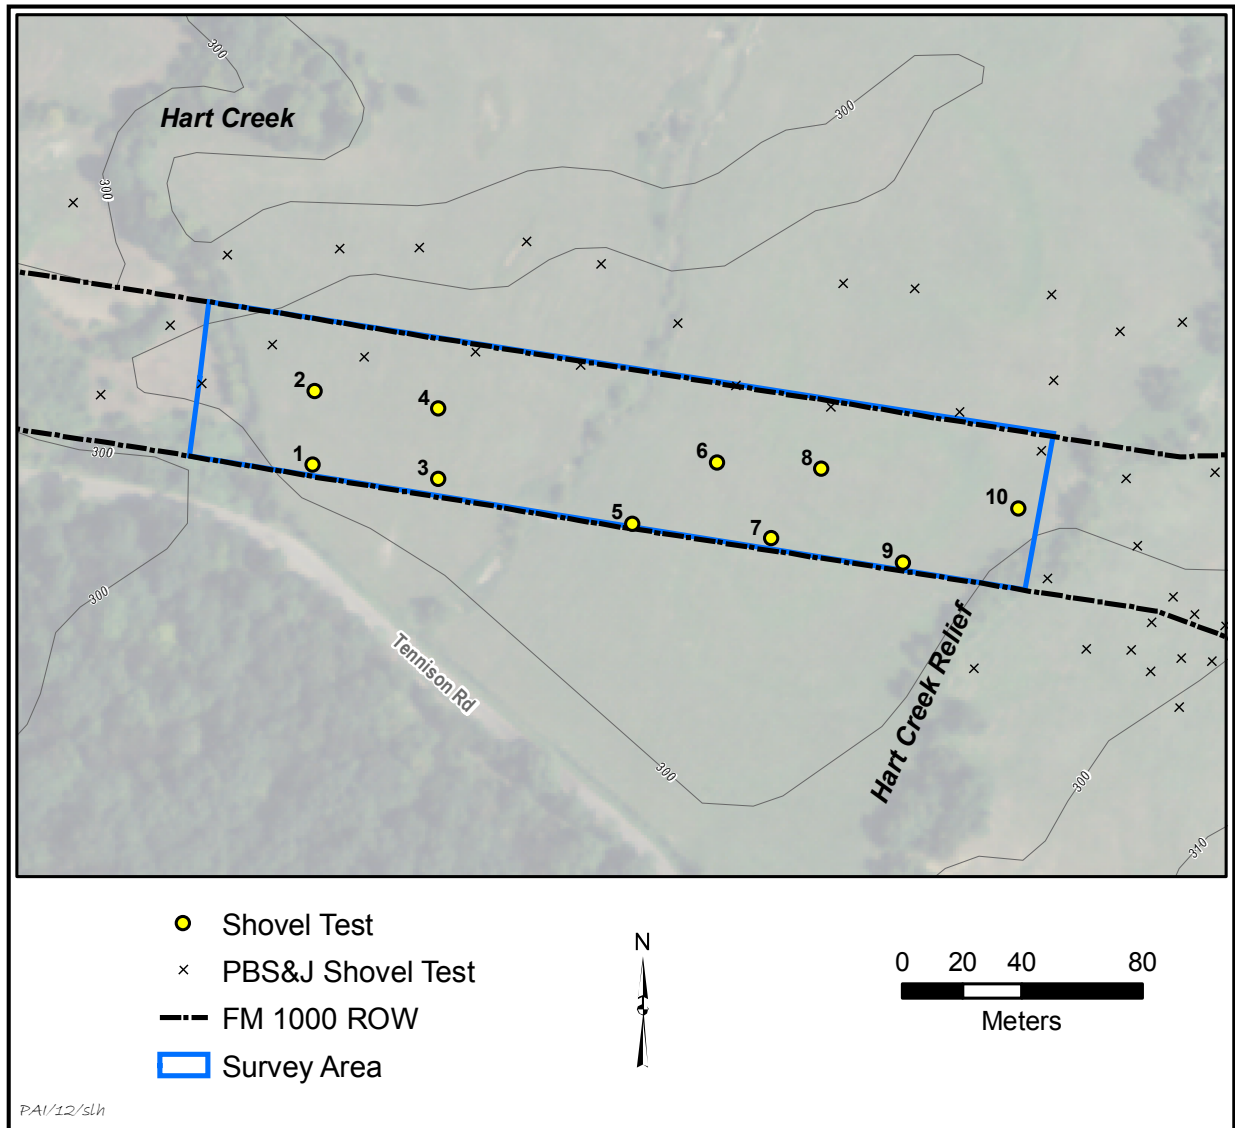 300
Hart Creek
300
300
2
4
1
3
6
8
5
7
9
10
300
300
Tennison Rd
Hart Creek Relief
300
300
310
Shovel Test
PBS&J Shovel Test
FM 1000 ROW
Survey Area
N
0 20 40 80
Meters
PAI/12/slh